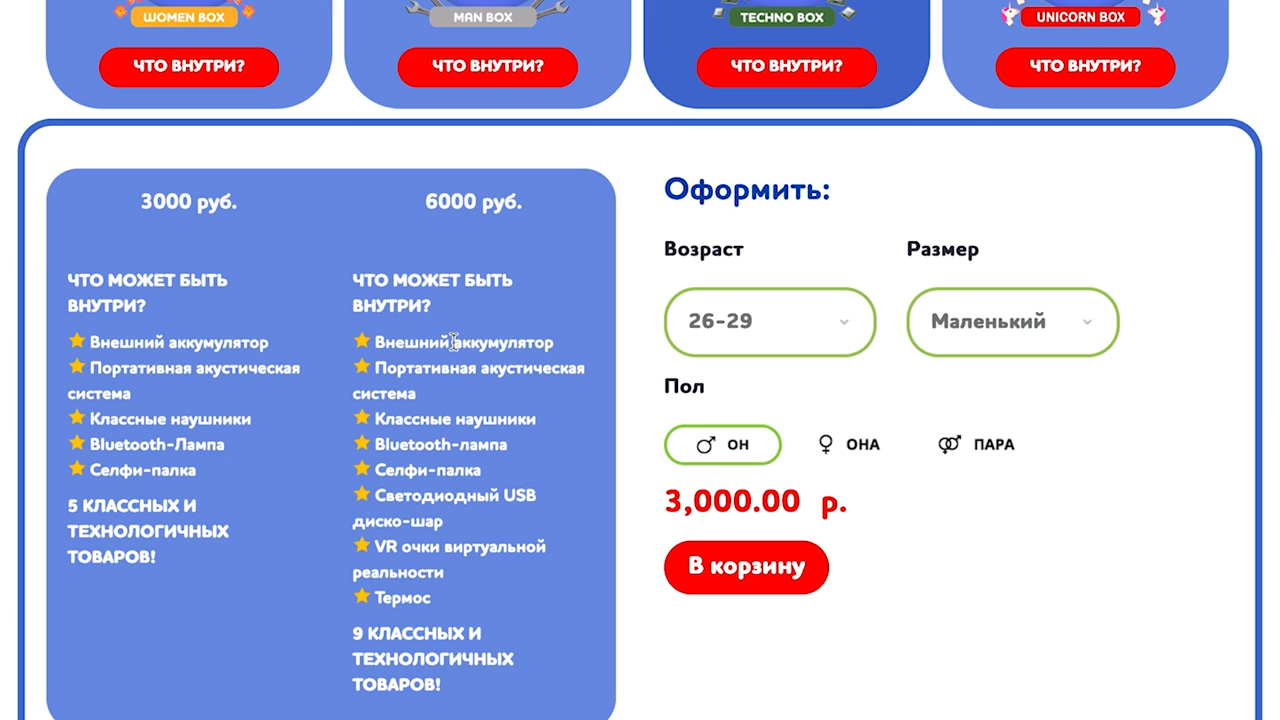 WOMEN BOX
MAN BOX
TECHNO BOX
UNICORN BOX
ЧТО ВНУТРИ?
ЧТО ВНУТРИ?
ЧТО ВНУТРИ?
ЧТО ВНУТРИ?
3000 руб.
ЧТО МОЖЕТ БЫТЬ
ВНУТРИ?
Внешний аккумулятор
Портативная акустическая
система
Классные наушники
Bluetooth-Лампа
Селфи-палка
5 КЛАССНЫХ И
ТЕХНОЛОГИЧНЫХ
ТОВАРОВ!
6000 руб.
ЧТО МОЖЕТ БЫТЬ
ВНУТРИ?
Внешний аккумулятор
Портативная акустическая
система
Классные наушники
Bluetooth-лампа
Селфи-палка
Светодиодный USB
диско-шар
VR очки виртуальной
реальности
Термос
9 КЛАССНЫХ И
ТЕХНОЛОГИЧНЫХ
ТОВАРОВ!
Оформить:
Возраст
Размер
26-29
Маленький
Пол
ОН
ОНА
ПАРА
3,000.00 р.
В корзину